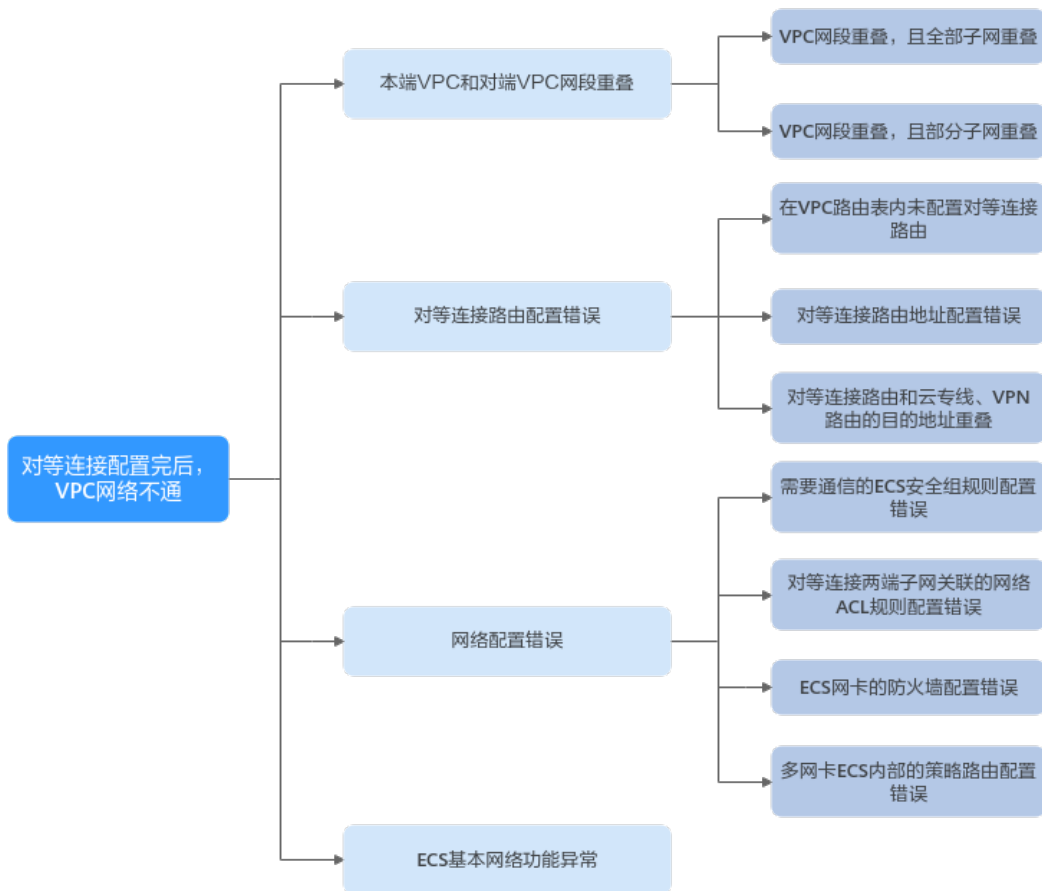 对等连接配置完后，
VPC网络不通
本端VPC和对端VPC网段重叠
VPC网段重叠，且全部子网重叠
VPC网段重叠，且部分子网重叠
对等连接路由配置错误
在VPC路由表内未配置对等连接
路由
对等连接路由地址配置错误
对等连接路由和云专线、VPN
路由的目的地址重叠
网络配置错误
需要通信的ECS安全组规则配置
错误
对等连接两端子网关联的网络
ACL规则配置错误
ECS网卡的防火墙配置错误
多网卡ECS内部的策略路由配置
错误
ECS基本网络功能异常